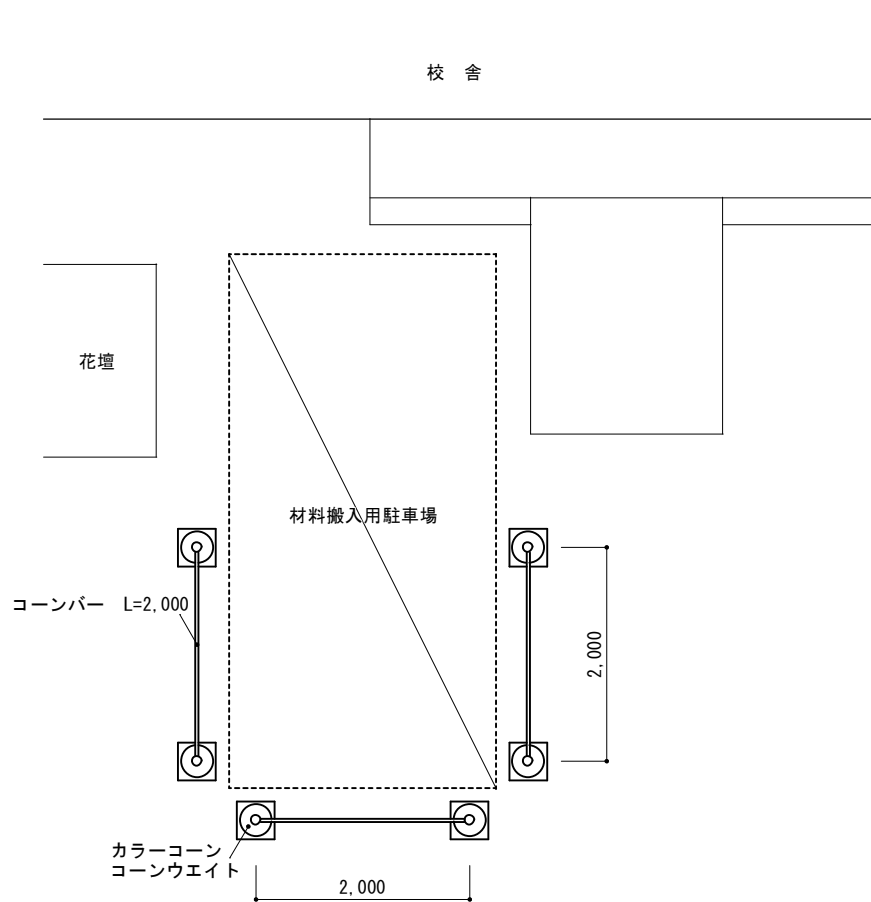 校　舎
花壇
材料搬入用駐車場
コーンバー　L=2,000
2,000
カラーコーン
コーンウエイト
2,000